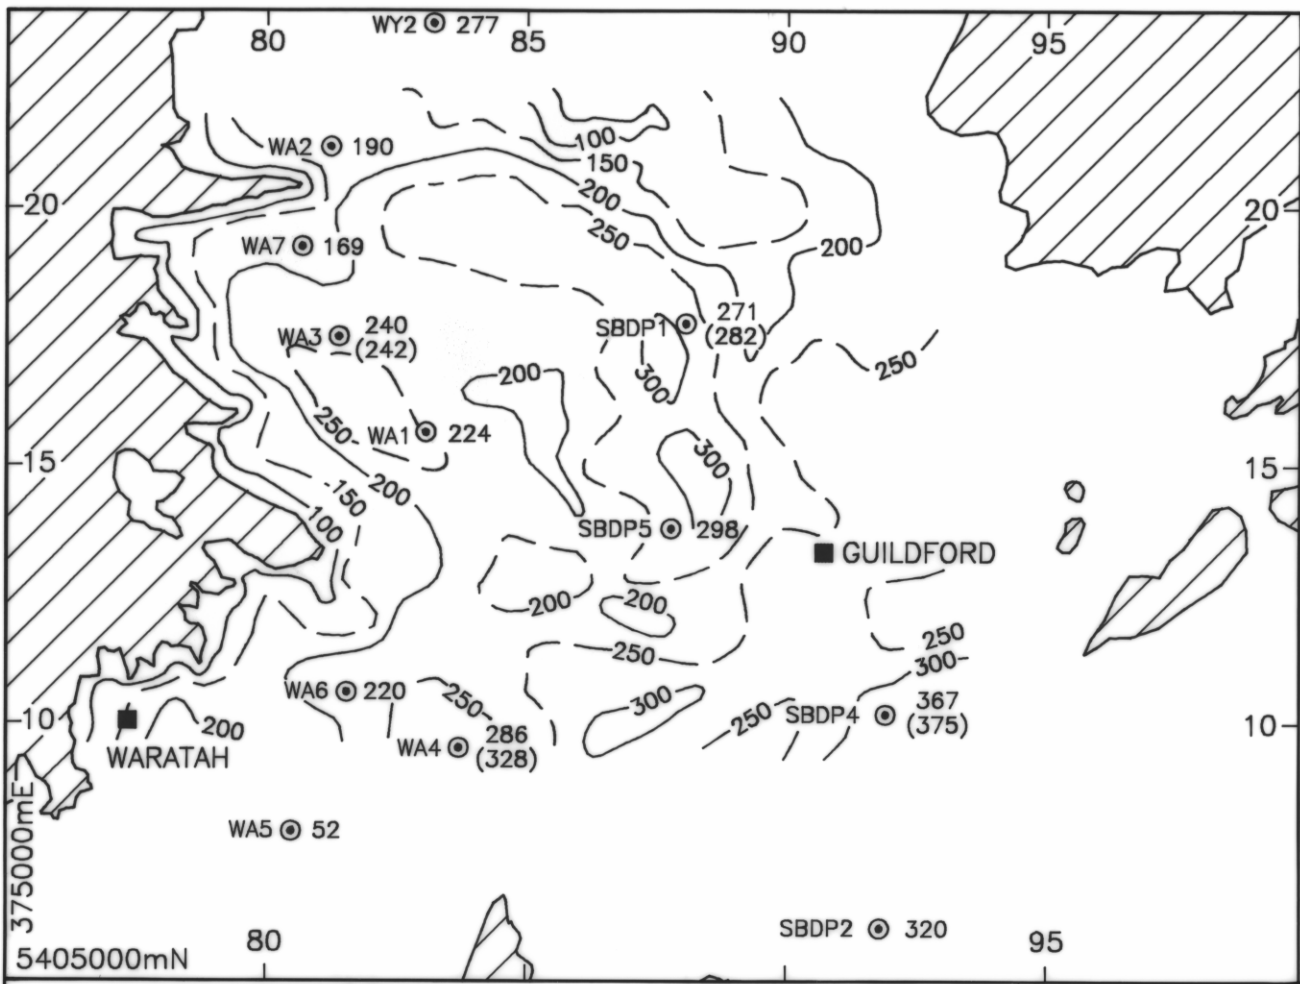 WY2 277
80 85 90 95
100
WA2 190
150
200
20 20
250
WA7 169
200
271
SBDP1 (282)
240
WA3 (242)
250
200
300
250
WA1 224
300
15 15
150 200
100
SBDP5 298
GUILDFORD
200 200
250
250
300
WA6 220
250
300
367
SBDP4 (375)
250
10 10
200
286
WA4 (328)
WARATAH
WA5 52
375000mE
SBDP2 320
80 95
5405000mN